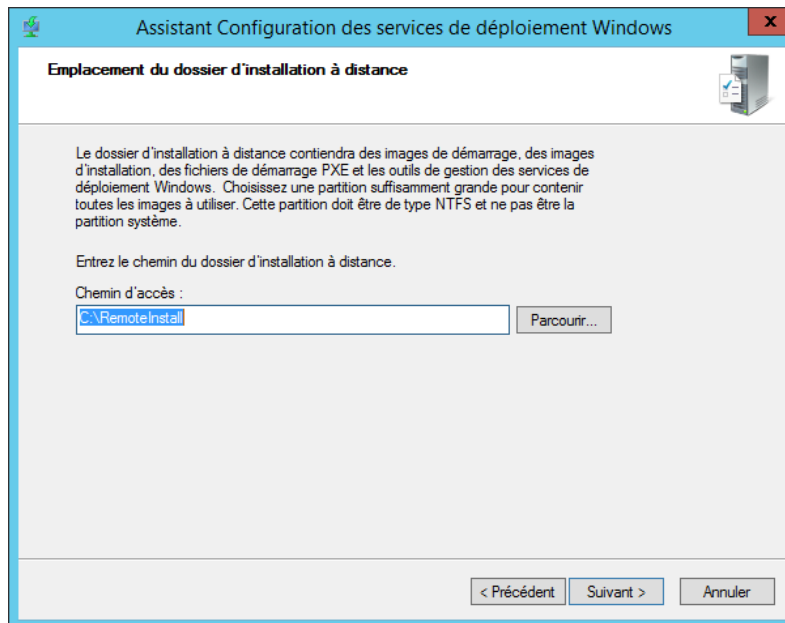 Assistant Configuration des services de déploiement Windows
x
Emplacement du dossier d'installation à distance
Le dossier d'installation à distance contiendra des images de démarrage, des images
d'installation, des fichiers de démarrage PXE et les outils de gestion des services de
déploiement Windows. Choisissez une partition suffisamment grande pour contenir
toutes les images à utiliser. Cette partition doit être de type NTFS et ne pas être la
partition système.
Entrez le chemin du dossier d'installation à distance.
Chemin d'accès :
C:\RemoteInstall
Parcourir...
< Précédent
Suivant >
Annuler